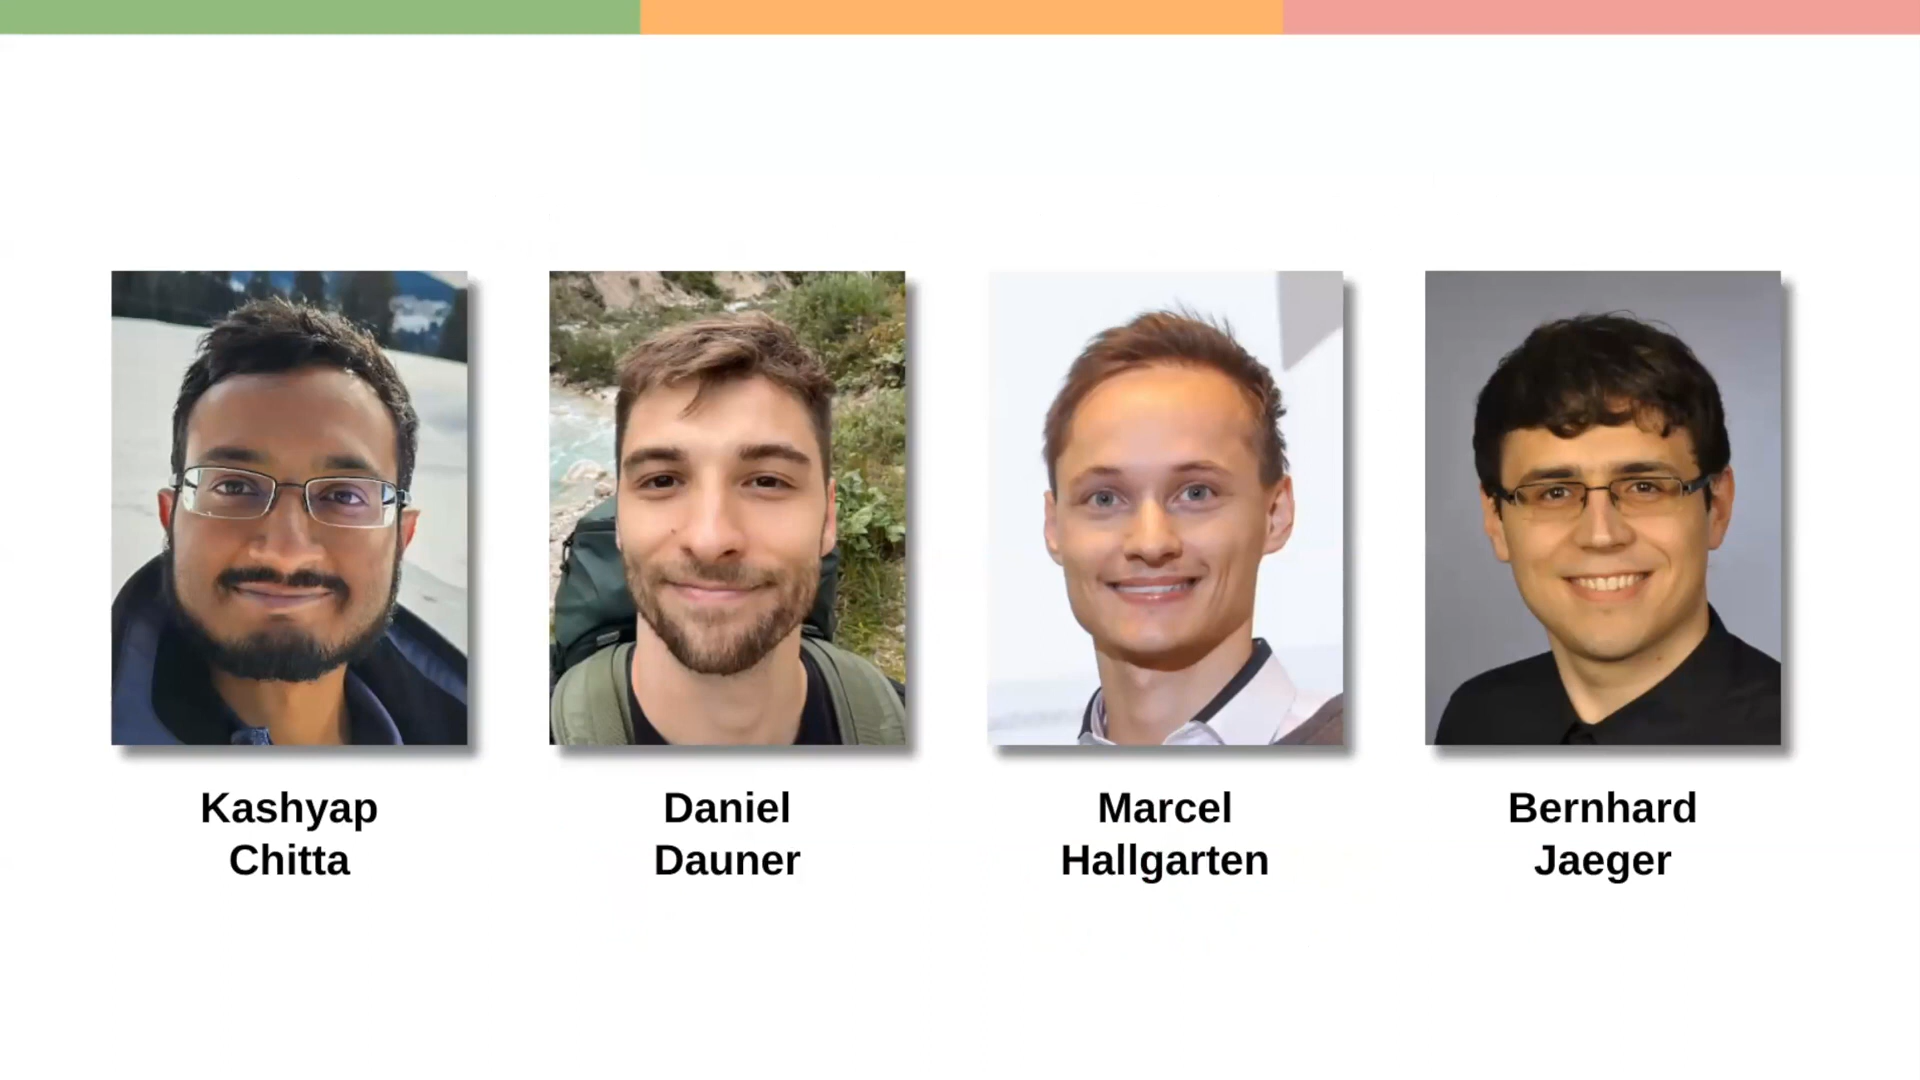 Kashyap
Chitta
Daniel
Dauner
Marcel
Hallgarten
Bernhard
Jaeger